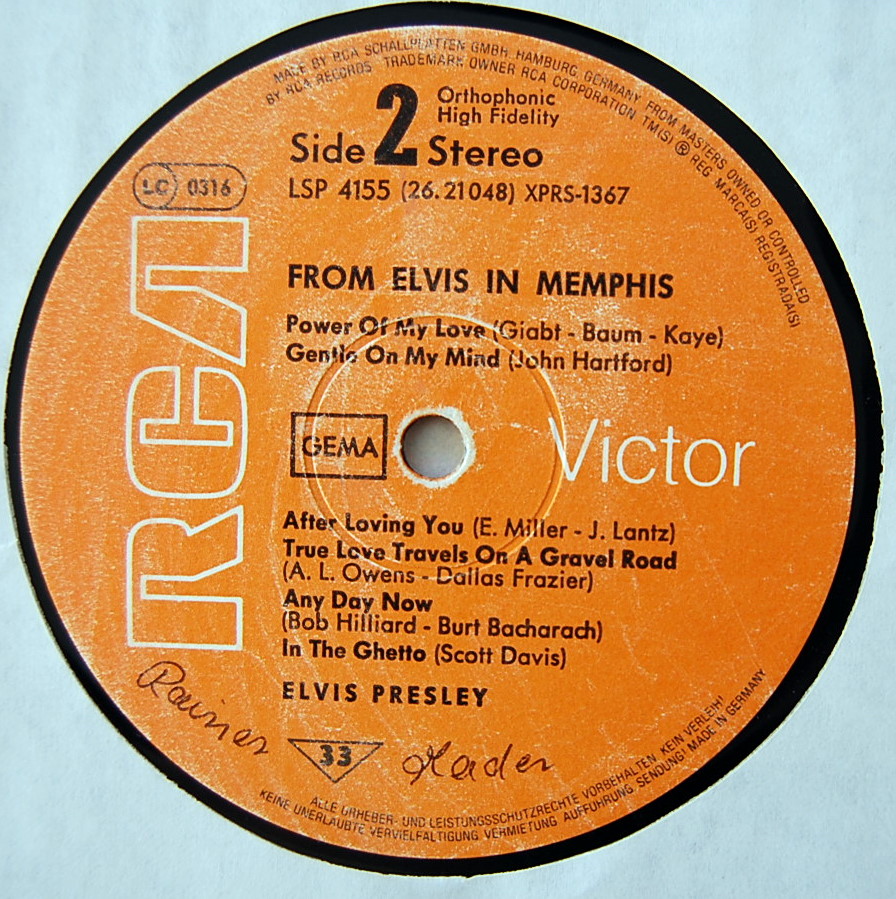 MADE BY RCA SCHALLPLATTEN GMBH, HAMBURG, GERMANY FROM MASTERS OWNED OR CONTROLLED
BY RCA RECORDS TRADEMARK OWNER RCA CORPORATION TM(S) ® REG. MARCA(S) REGISTRADA(S)
Orthophonic
High Fidelity
Side 2 Stereo
LC 0316
LSP 4155 (26.21048) XPRS-1367
RCA
FROM ELVIS IN MEMPHIS
Power Of My Love (Giabt - Baum - Kaye)
Gentle On My Mind (John Hartford)
GEMA
Victor
After Loving You (E. Miller - J. Lantz)
True Love Travels On A Gravel Road
(A. L. Owens - Dallas Frazier)
Any Day Now
(Bob Hilliard - Burt Bacharach)
In The Ghetto (Scott Davis)
ELVIS PRESLEY
Rainer
33
Mader
ALLE URHEBER- UND LEISTUNGSSCHUTZRECHTE VORBEHALTEN KEIN VERLEIH!
KEINE UNERLAUBTE VERVIELFÄLTIGUNG VERMIETUNG AUFFÜHRUNG SENDUNG! MADE IN GERMANY